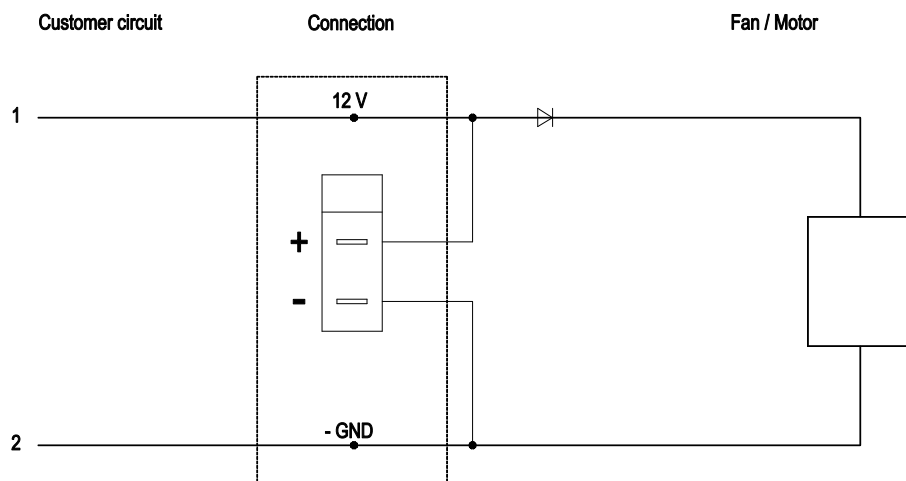 Customer circuit
Connection
Fan / Motor
1
12 V
+
-
2
- GND